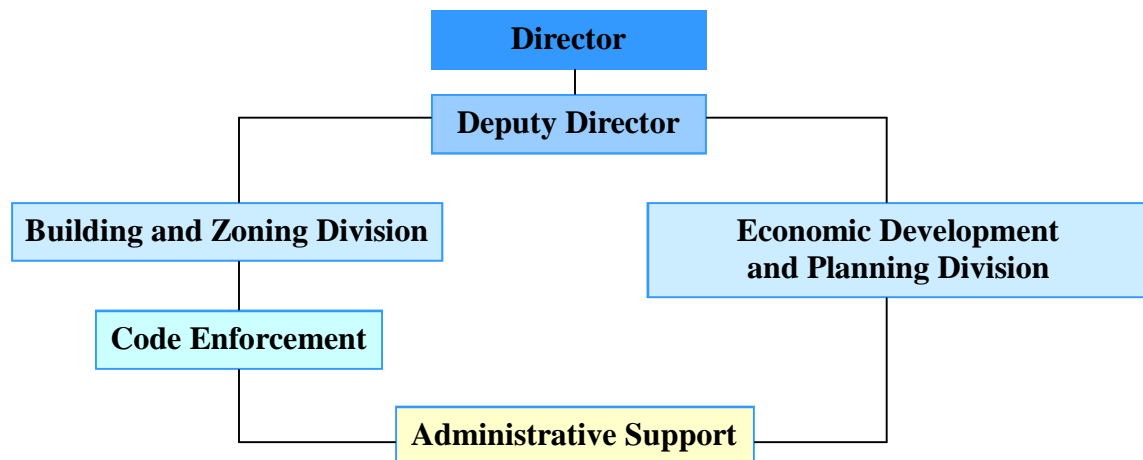 Director
Deputy Director
Building and Zoning Division
Economic Development
and Planning Division
Code Enforcement
Administrative Support